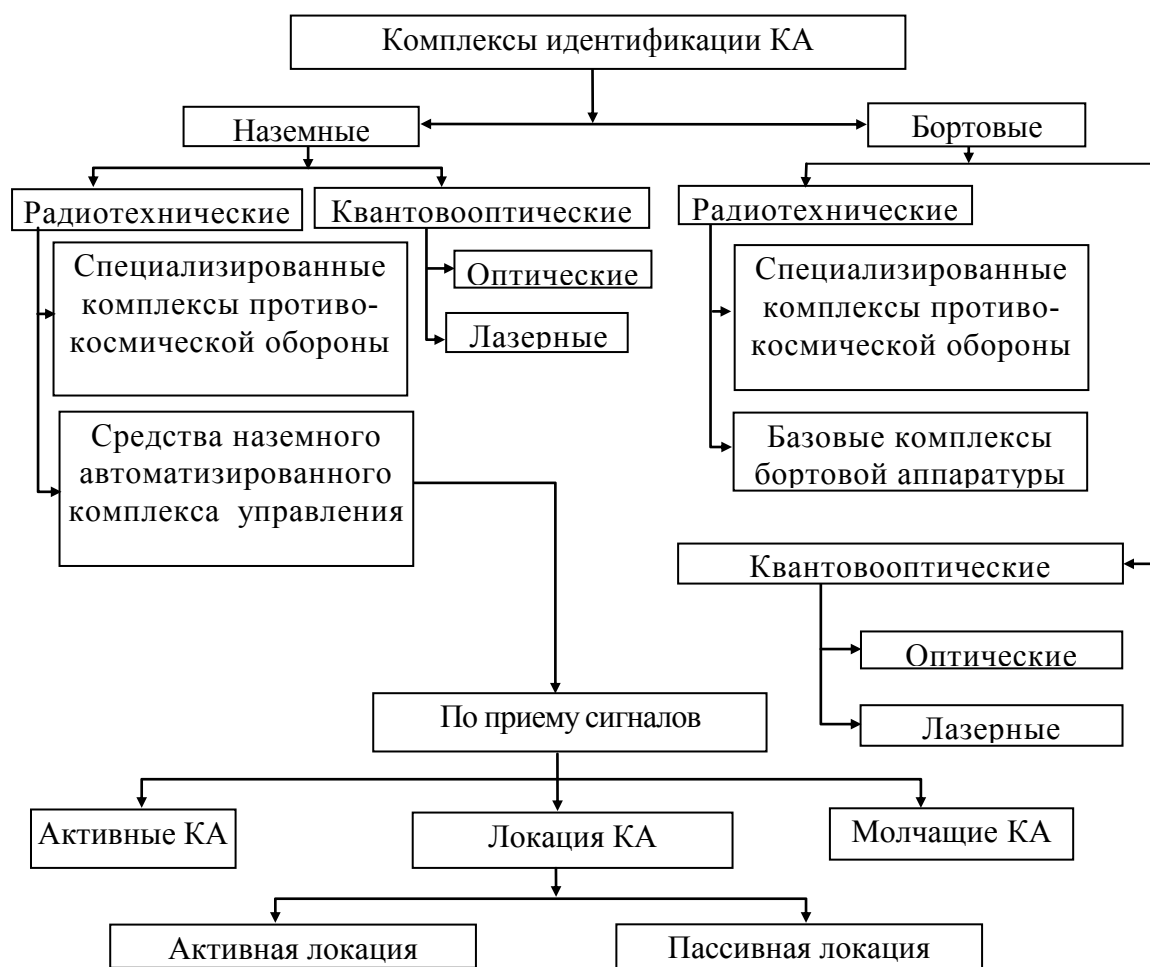 Комплексы идентификации КА
Наземные
Бортовые
Радиотехнические
Квантовооптические
Радиотехнические
Специализированные
комплексы противо-
космической обороны
Оптические
Лазерные
Специализированные
комплексы противо-
космической обороны
Средства наземного
автоматизированного
комплекса управления
Базовые комплексы
бортовой аппаратуры
Квантовооптические
Оптические
Лазерные
По приему сигналов
Активные КА
Локация КА
Молчащие КА
Активная локация
Пассивная локация